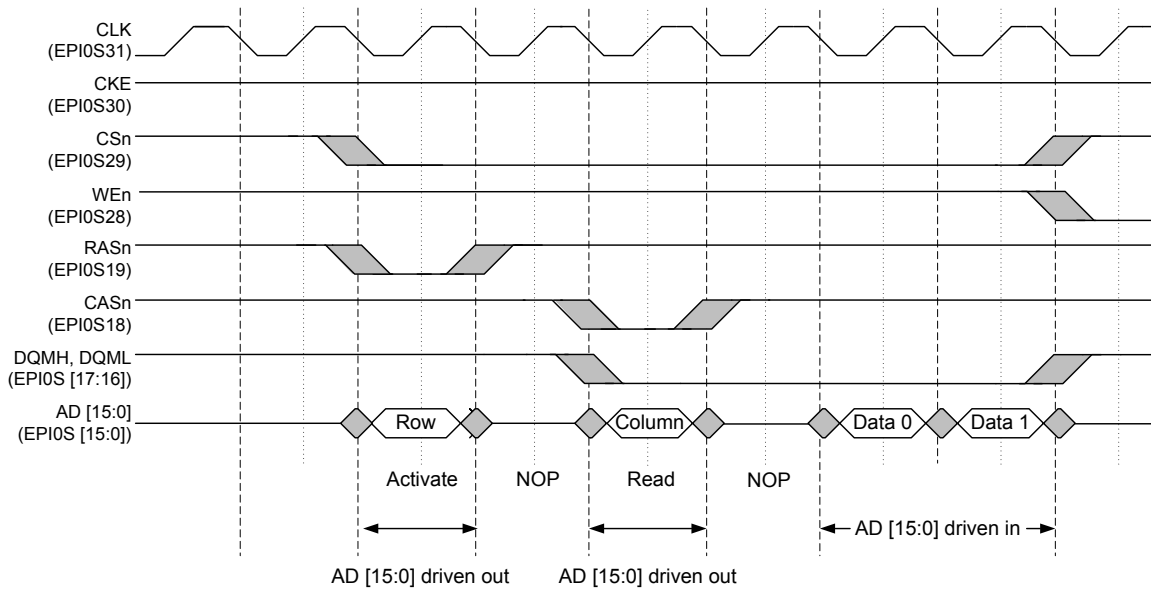 CLK
(EPI0S31)
CKE
(EPI0S30)
CSn
(EPI0S29)
WEn
(EPI0S28)
RASn
(EPI0S19)
CASn
(EPI0S18)
DQMH, DQML
(EPI0S [17:16])
AD [15:0]
(EPI0S [15:0])
Row
Column
Data 0
Data 1
Activate
NOP
Read
NOP
AD [15:0] driven in
AD [15:0] driven out
AD [15:0] driven out